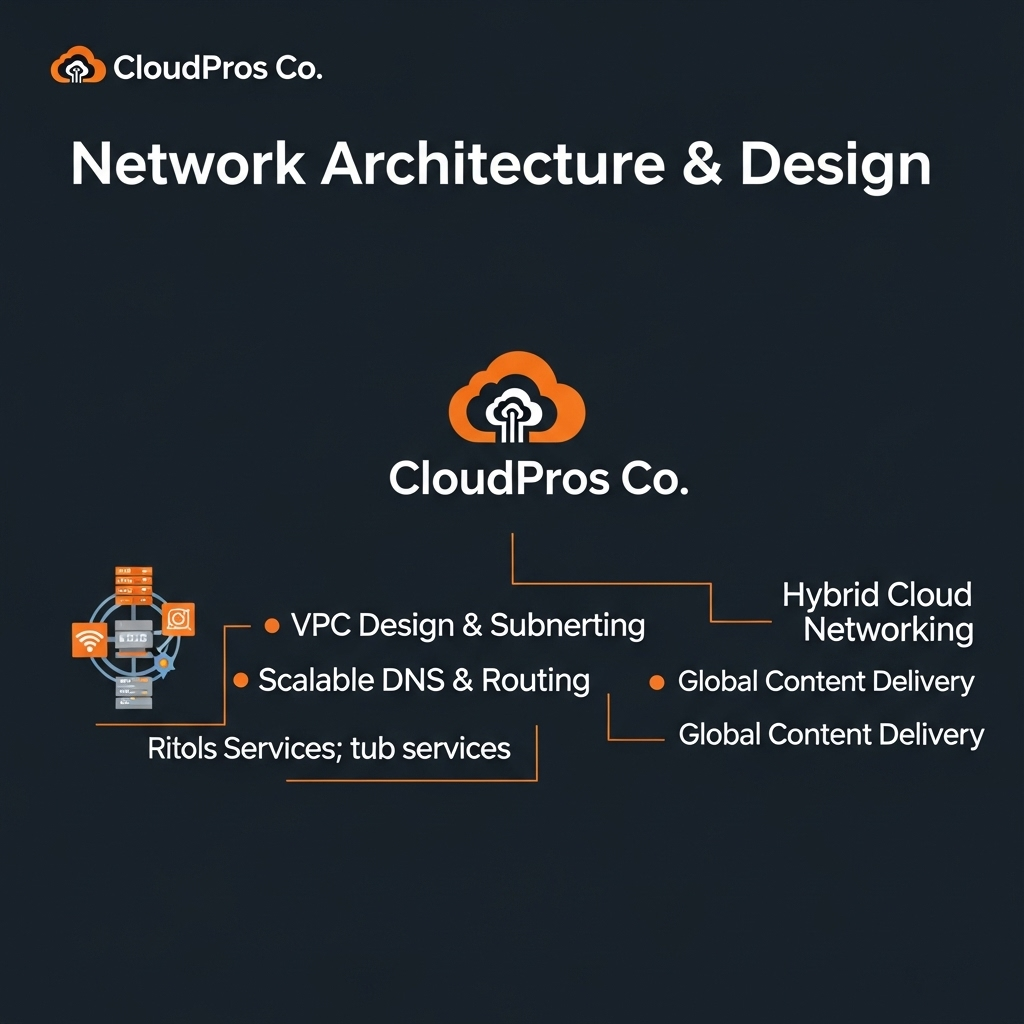 CloudPros Co.
Network Architecture & Design
CloudPros Co.
VPC Design & Subnerting
Scalable DNS & Routing
Ritols Services; tub services
Hybrid Cloud
Networking
Global Content Delivery
Global Content Delivery